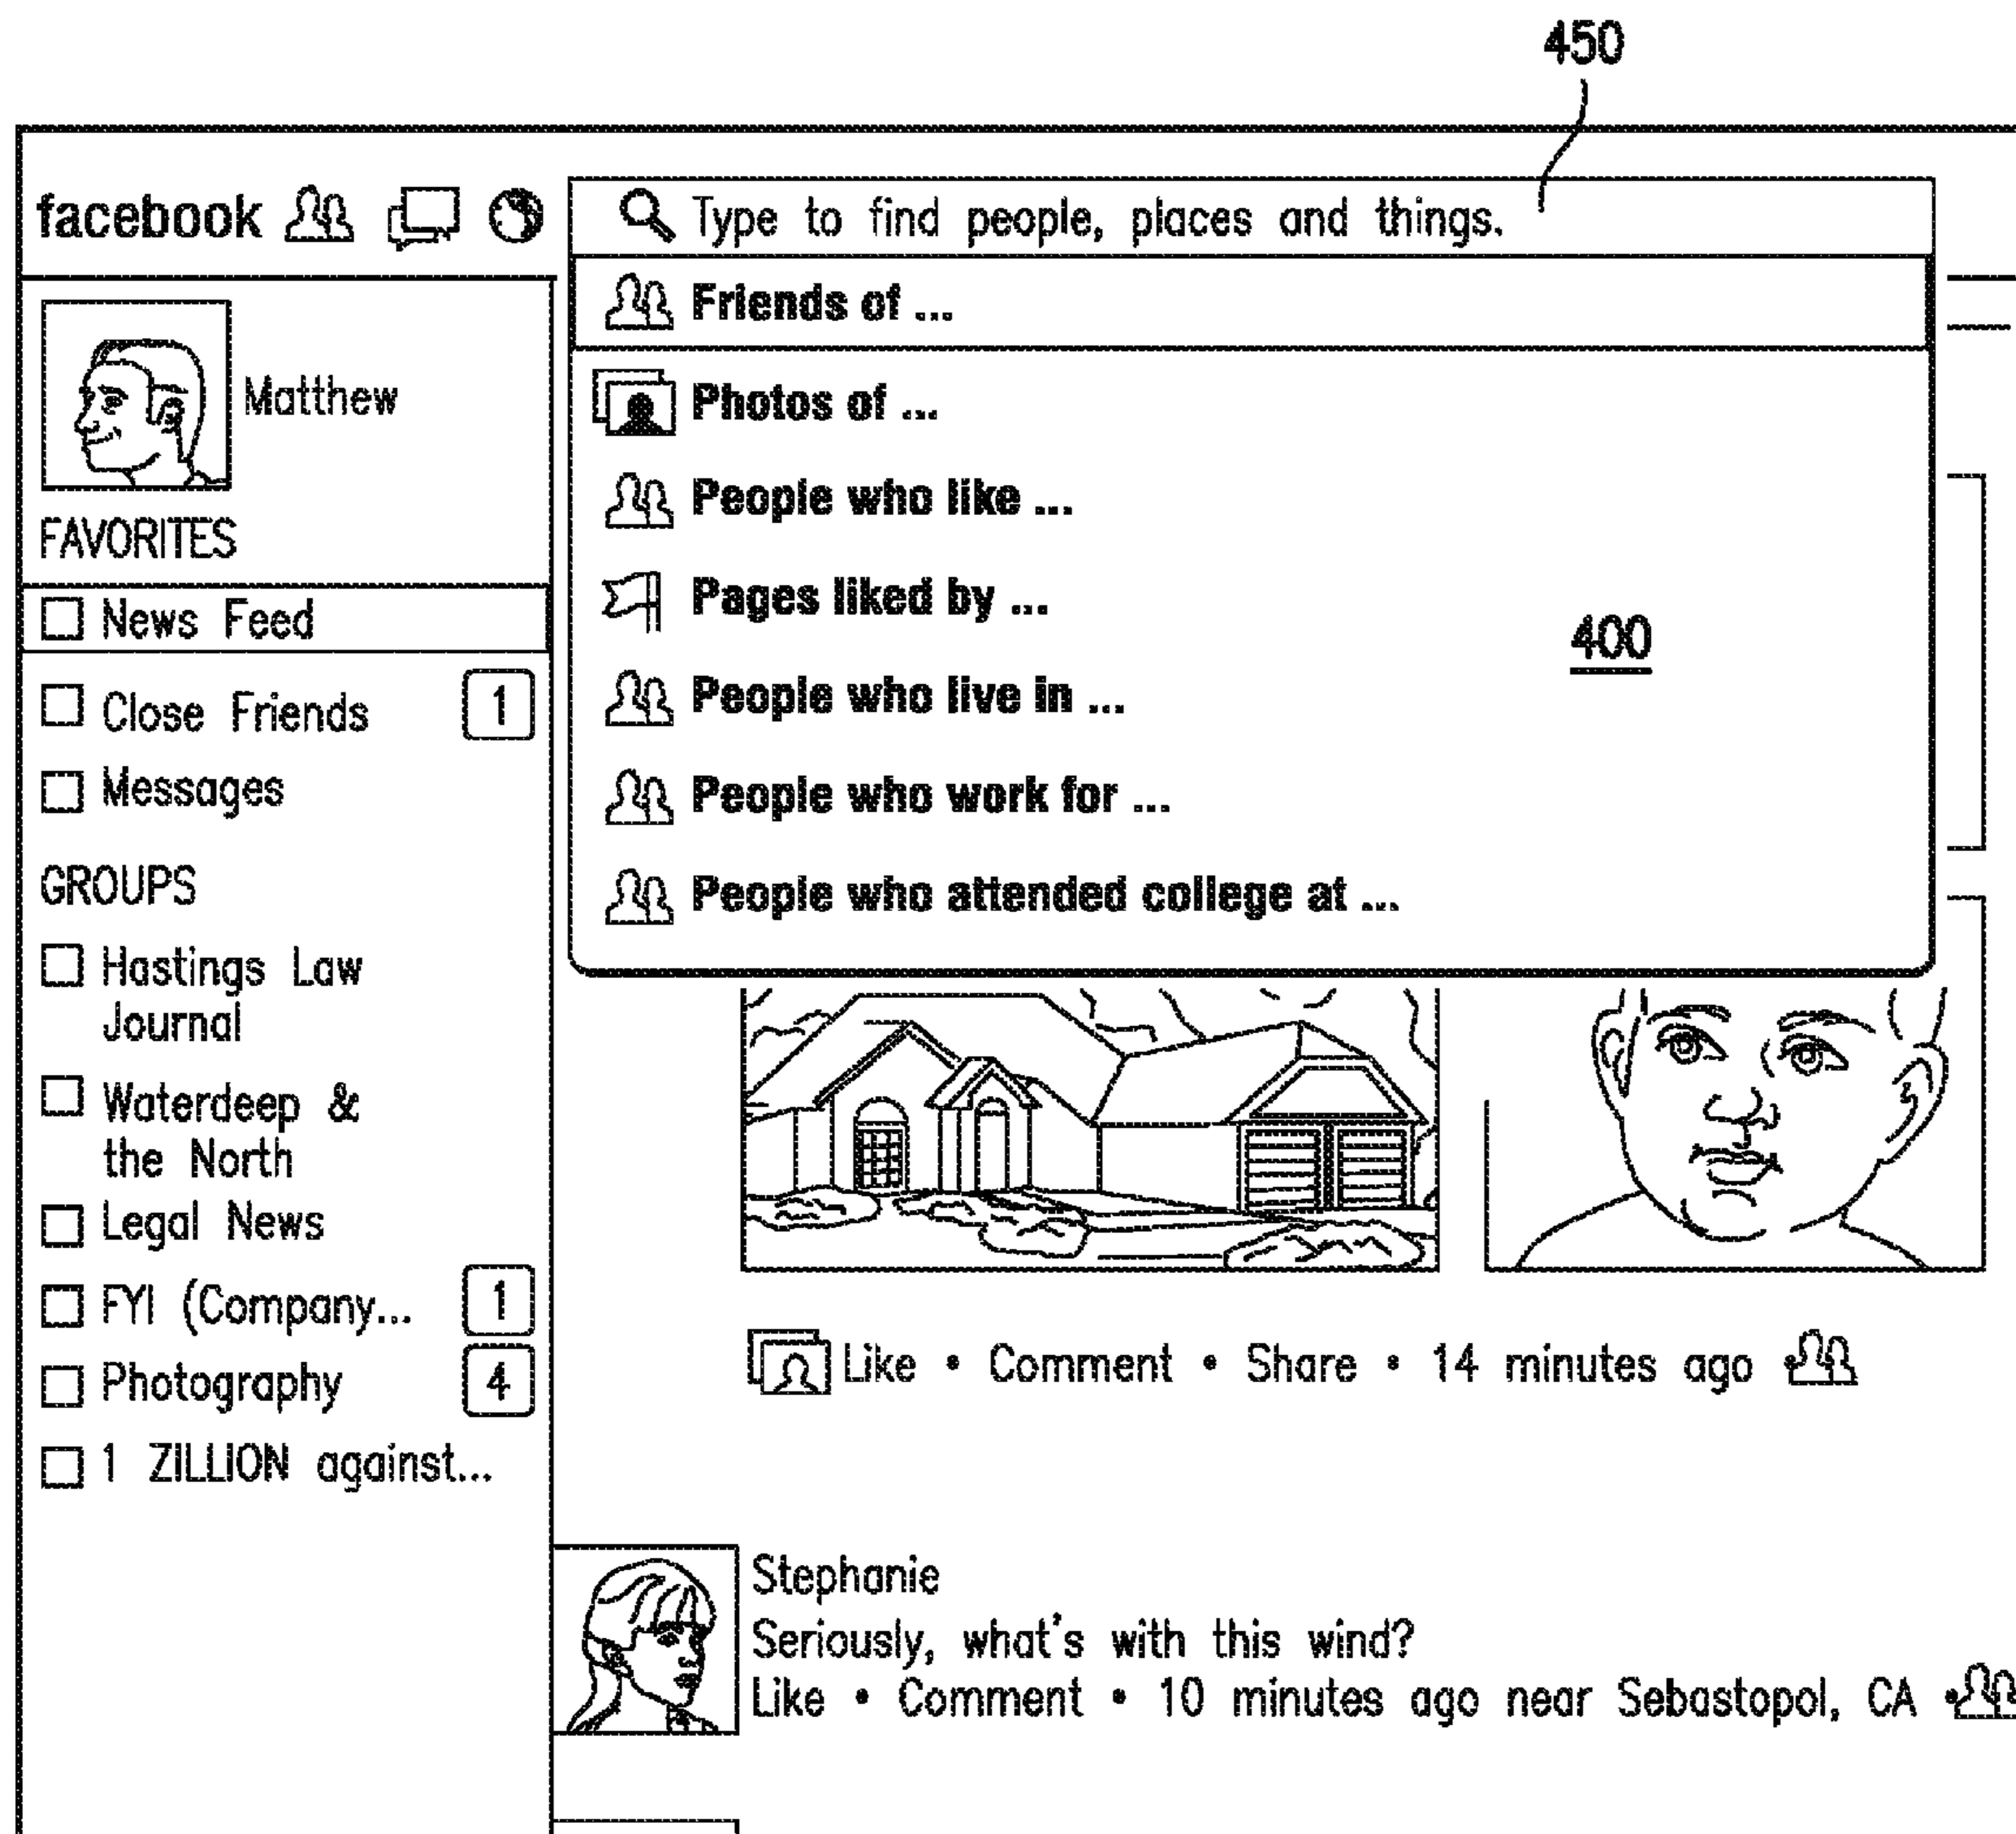 450
facebook
Type to find people, places and things.
Friends of ...
Photos of ...
People who like ...
Pages liked by ...
People who live in ...
People who work for ...
People who attended college at ...
400
Matthew
FAVORITES
News Feed
Close Friends 1
Messages
GROUPS
Hastings Law
Journal
Waterdeep &
the North
Legal News
FYI (Company... 1
Photography 4
1 ZILLION against...
Like • Comment • Share • 14 minutes ago •
Stephanie
Seriously, what's with this wind?
Like • Comment • 10 minutes ago near Sebastopol, CA •